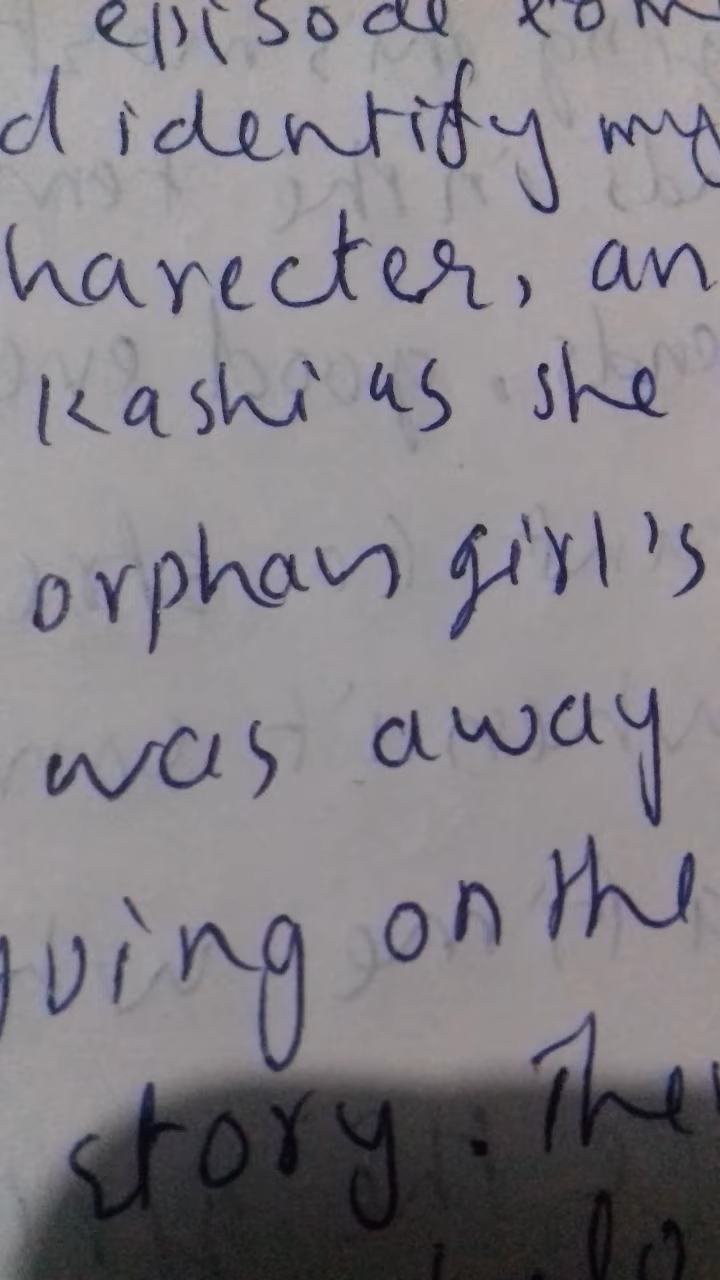 episode
d identify my
harecter, an
Kashi as she
orphan girl's
was away
ving on the
story. The